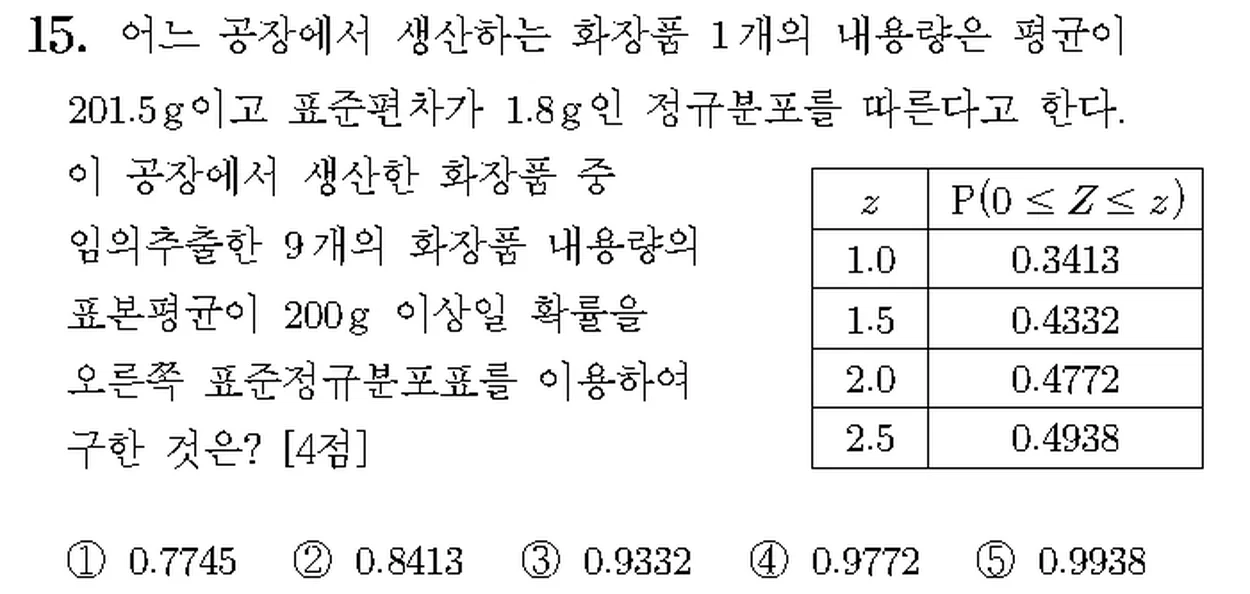 15. 어느 공장에서 생산하는 화장품 1개의 내용량은 평균이
201.5g이고 표준편차가 1.8g인 정규분포를 따른다고 한다.
이 공장에서 생산한 화장품 중
임의추출한 9개의 화장품 내용량의
표본평균이 200g 이상일 확률을
오른쪽 표준정규분포표를 이용하여
구한 것은? [4점]
z P(0 ≤ Z ≤ z)
1.0 0.3413
1.5 0.4332
2.0 0.4772
2.5 0.4938
① 0.7745 ② 0.8413 ③ 0.9332 ④ 0.9772 ⑤ 0.9938